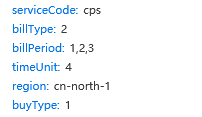 serviceCode: cps
billType: 2
billPeriod: 1,2,3
timeUnit: 4
region: cn-north-1
buyType: 1